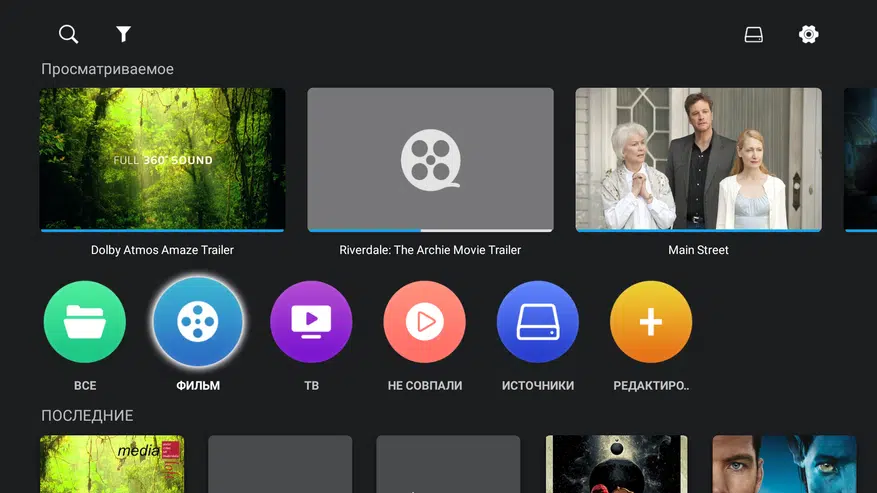 Просматриваемое
FULL 360° SOUND
Dolby Atmos Amaze Trailer
Riverdale: The Archie Movie Trailer
Main Street
ВСЕ
ФИЛЬМ
ТВ
НЕ СОВПАЛИ
ИСТОЧНИКИ
РЕДАКТИРО..
ПОСЛЕДНИЕ
media